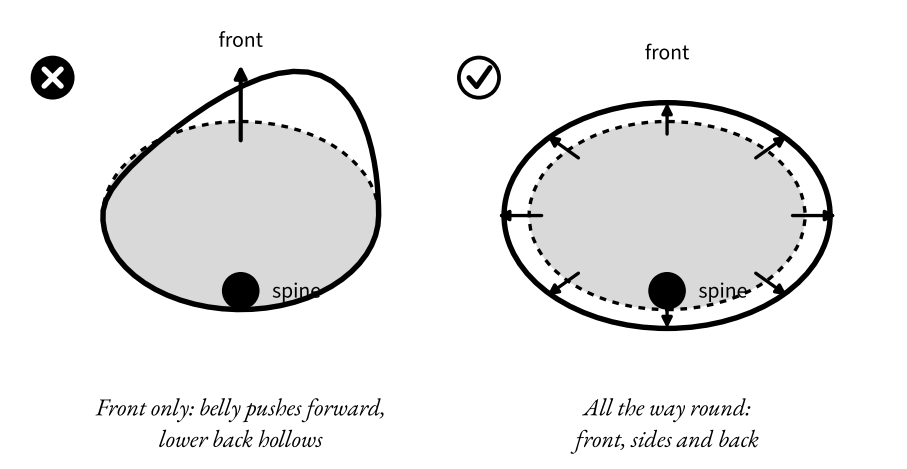 front
front
spine
spine
Front only: belly pushes forward,
lower back hollows
All the way round:
front, sides and back